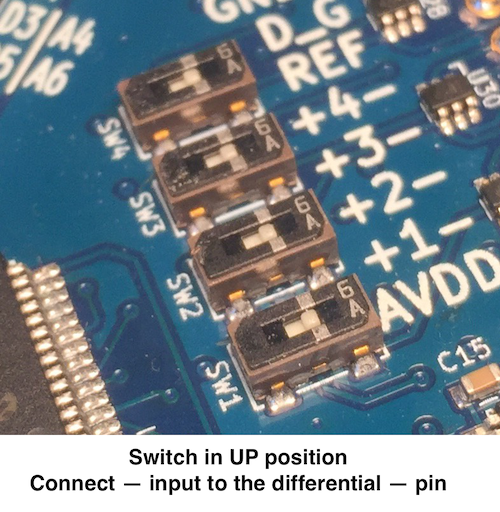 D3/A4
5/A6
D_G
REF
+4−
+3−
+2−
+1−
AVDD
SW4
SW3
SW2
SW1
6
A
6
A
6
A
6
A
U30
C15
Switch in UP position
Connect — input to the differential — pin